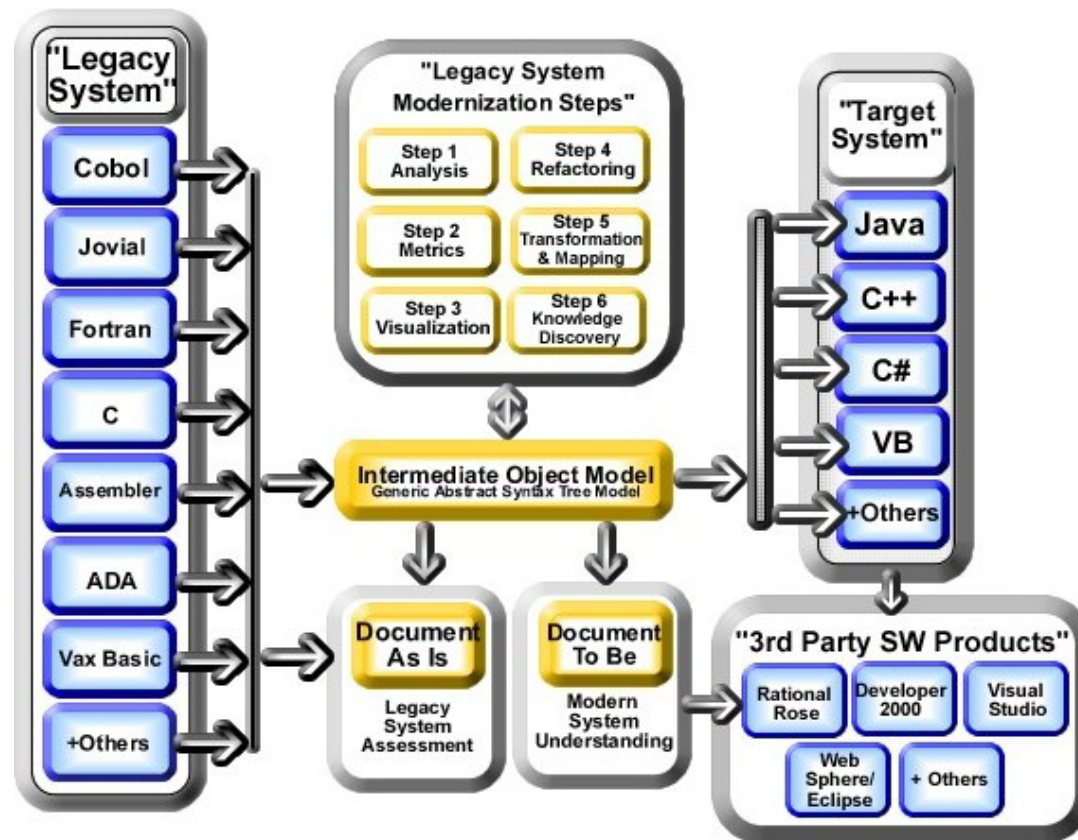 "Legacy
System"
Cobol
Jovial
Fortran
C
Assembler
ADA
Vax Basic
+Others
"Legacy System
Modernization Steps"
Step 1
Analysis
Step 4
Refactoring
Step 2
Metrics
Step 5
Transformation
& Mapping
Step 3
Visualization
Step 6
Knowledge
Discovery
Intermediate Object Model
Generic Abstract Syntax Tree Model
Document
As Is
Legacy
System
Assessment
Document
To Be
Modern
System
Understanding
"Target
System"
Java
C++
C#
VB
+Others
"3rd Party SW Products"
Rational
Rose
Developer
2000
Visual
Studio
Web
Sphere/
Eclipse
+ Others